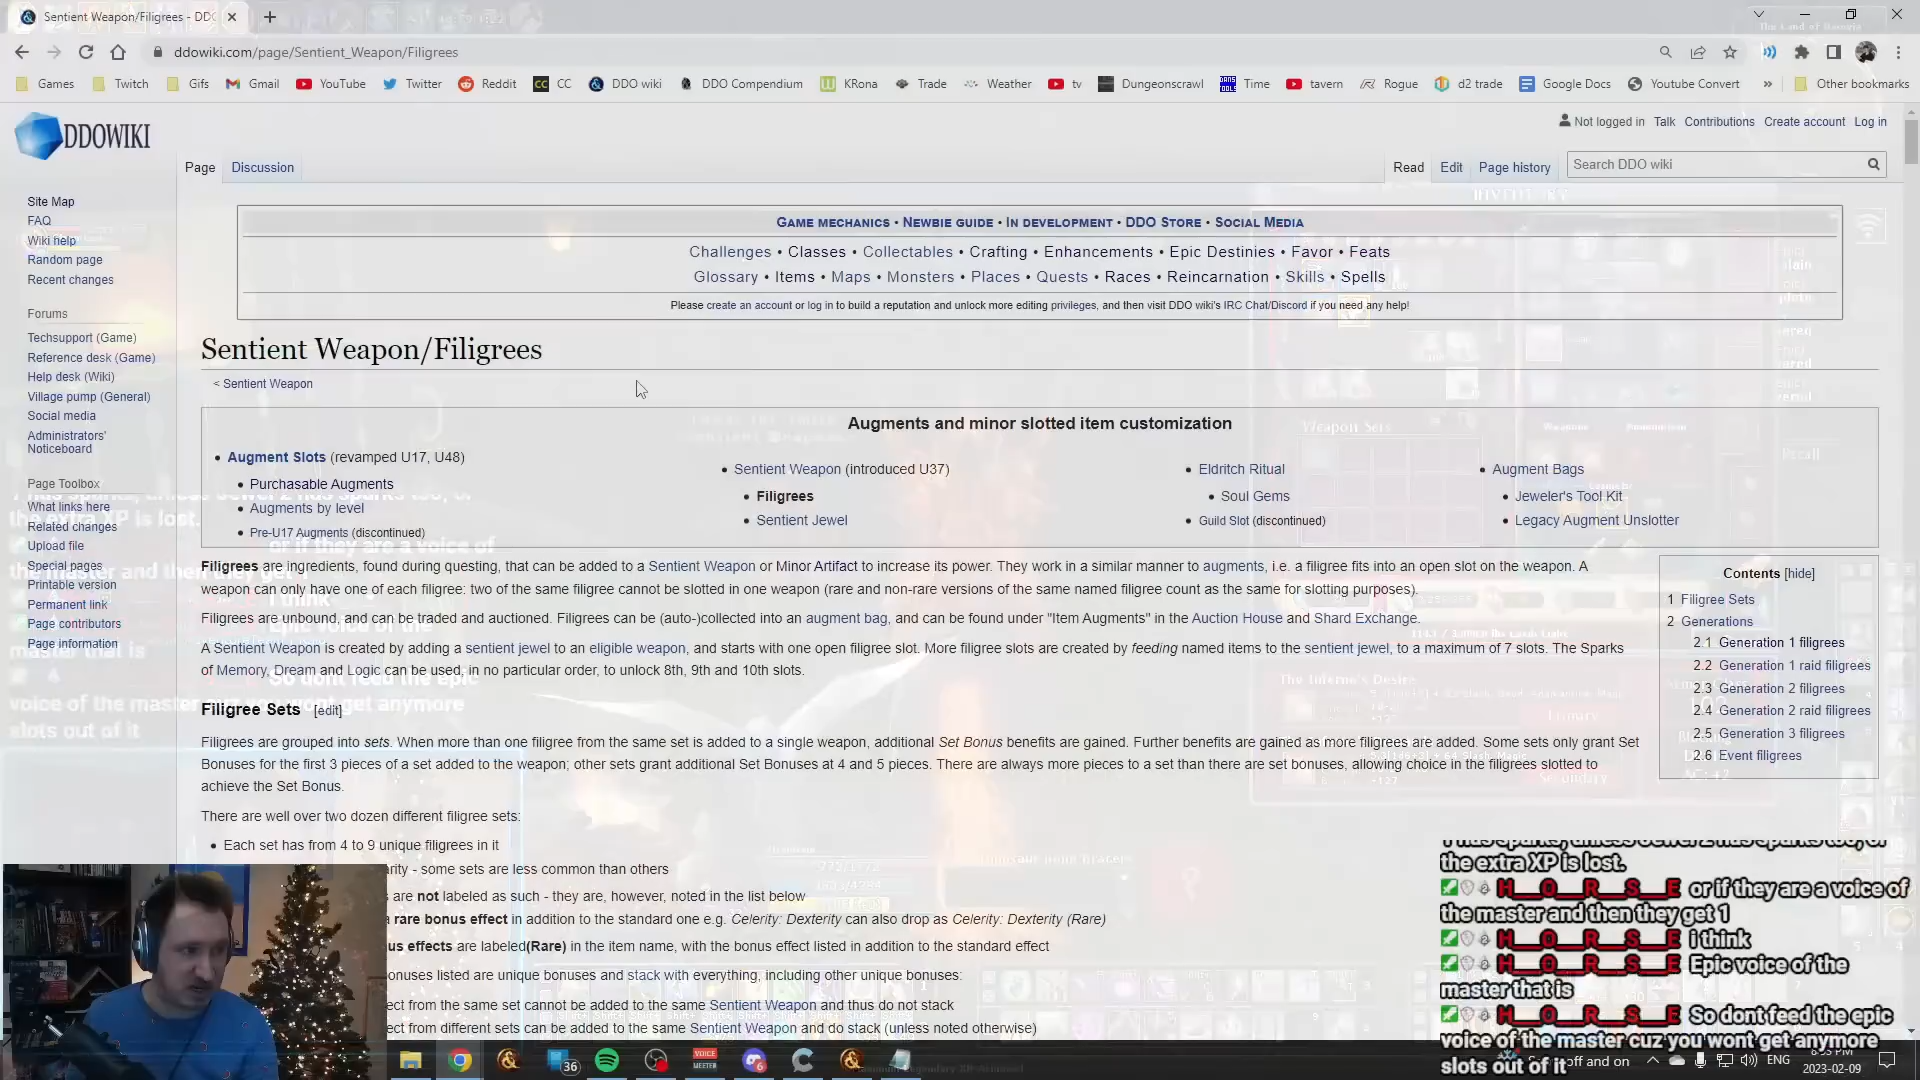 Sentient Weapon/Filigrees - DDO
ddowiki.com/page/Sentient_Weapon/Filigrees
Games Twitch Gifs Gmail YouTube Twitter Reddit CC DDO wiki DDO Compendium KRona Trade Weather tv Dungeonscrawl Time tavern Rogue d2 trade Google Docs Youtube Convert » Other bookmarks
DDOWIKI
Not logged in Talk Contributions Create account Log in
Page Discussion Read Edit Page history Search DDO wiki
Site Map
FAQ
Wiki help
Random page
Recent changes
Forums
Techsupport (Game)
Reference desk (Game)
Help desk (Wiki)
Village pump (General)
Social media
Administrators'
Noticeboard
Page Toolbox
What links here
Related changes
Upload file
Special pages
Printable version
Permanent link
Page contributors
Page information
Game mechanics • Newbie guide • In development • DDO Store • Social Media
Challenges • Classes • Collectables • Crafting • Enhancements • Epic Destinies • Favor • Feats
Glossary • Items • Maps • Monsters • Places • Quests • Races • Reincarnation • Skills • Spells
Please create an account or log in to build a reputation and unlock more editing privileges, and then visit DDO wiki's IRC Chat/Discord if you need any help!
Sentient Weapon/Filigrees
< Sentient Weapon
Augments and minor slotted item customization
• Augment Slots (revamped U17, U48)
• Purchasable Augments
• Augments by level
• Pre-U17 Augments (discontinued)
• Sentient Weapon (introduced U37)
• Filigrees
• Sentient Jewel
• Eldritch Ritual
• Soul Gems
• Guild Slot (discontinued)
• Augment Bags
• Jeweler's Tool Kit
• Legacy Augment Unslotter
Filigrees are ingredients, found during questing, that can be added to a Sentient Weapon or Minor Artifact to increase its power. They work in a similar manner to augments, i.e. a filigree fits into an open slot on the weapon. A
weapon can only have one of each filigree: two of the same filigree cannot be slotted in one weapon (rare and non-rare versions of the same named filigree count as the same for slotting purposes).
Filigrees are unbound, and can be traded and auctioned. Filigrees can be (auto-)collected into an augment bag, and can be found under "Item Augments" in the Auction House and Shard Exchange.
A Sentient Weapon is created by adding a sentient jewel to an eligible weapon, and starts with one open filigree slot. More filigree slots are created by feeding named items to the sentient jewel, to a maximum of 7 slots. The Sparks
of Memory, Dream and Logic can be used, in no particular order, to unlock 8th, 9th and 10th slots.
Contents [hide]
1 Filigree Sets
2 Generations
2.1 Generation 1 filigrees
2.2 Generation 1 raid filigrees
2.3 Generation 2 filigrees
2.4 Generation 2 raid filigrees
2.5 Generation 3 filigrees
2.6 Event filigrees
Filigree Sets [edit]
Filigrees are grouped into sets. When more than one filigree from the same set is added to a single weapon, additional Set Bonus benefits are gained. Further benefits are gained as more filigrees are added. Some sets only grant Set
Bonuses for the first 3 pieces of a set added to the weapon; other sets grant additional Set Bonuses at 4 and 5 pieces. There are always more pieces to a set than there are set bonuses, allowing choice in the filigrees slotted to
achieve the Set Bonus.
There are well over two dozen different filigree sets:
• Each set has from 4 to 9 unique filigrees in it
arity - some sets are less common than others
s are not labeled as such - they are, however, noted in the list below
a rare bonus effect in addition to the standard one e.g. Celerity: Dexterity can also drop as Celerity: Dexterity (Rare)
us effects are labeled(Rare) in the item name, with the bonus effect listed in addition to the standard effect
onuses listed are unique bonuses and stack with everything, including other unique bonuses:
ect from the same set cannot be added to the same Sentient Weapon and thus do not stack
ect from different sets can be added to the same Sentient Weapon and do stack (unless noted otherwise)
the extra XP is lost.
H__O__R__S__E or if they are a voice of
the master and then they get 1
H__O__R__S__E i think
H__O__R__S__E Epic voice of the
master that is
H__O__R__S__E So dont feed the epic
voice of the master cuz you wont get anymore
slots out of it
off and on
36
VOICE
MEETER
6
ENG
2023-02-09